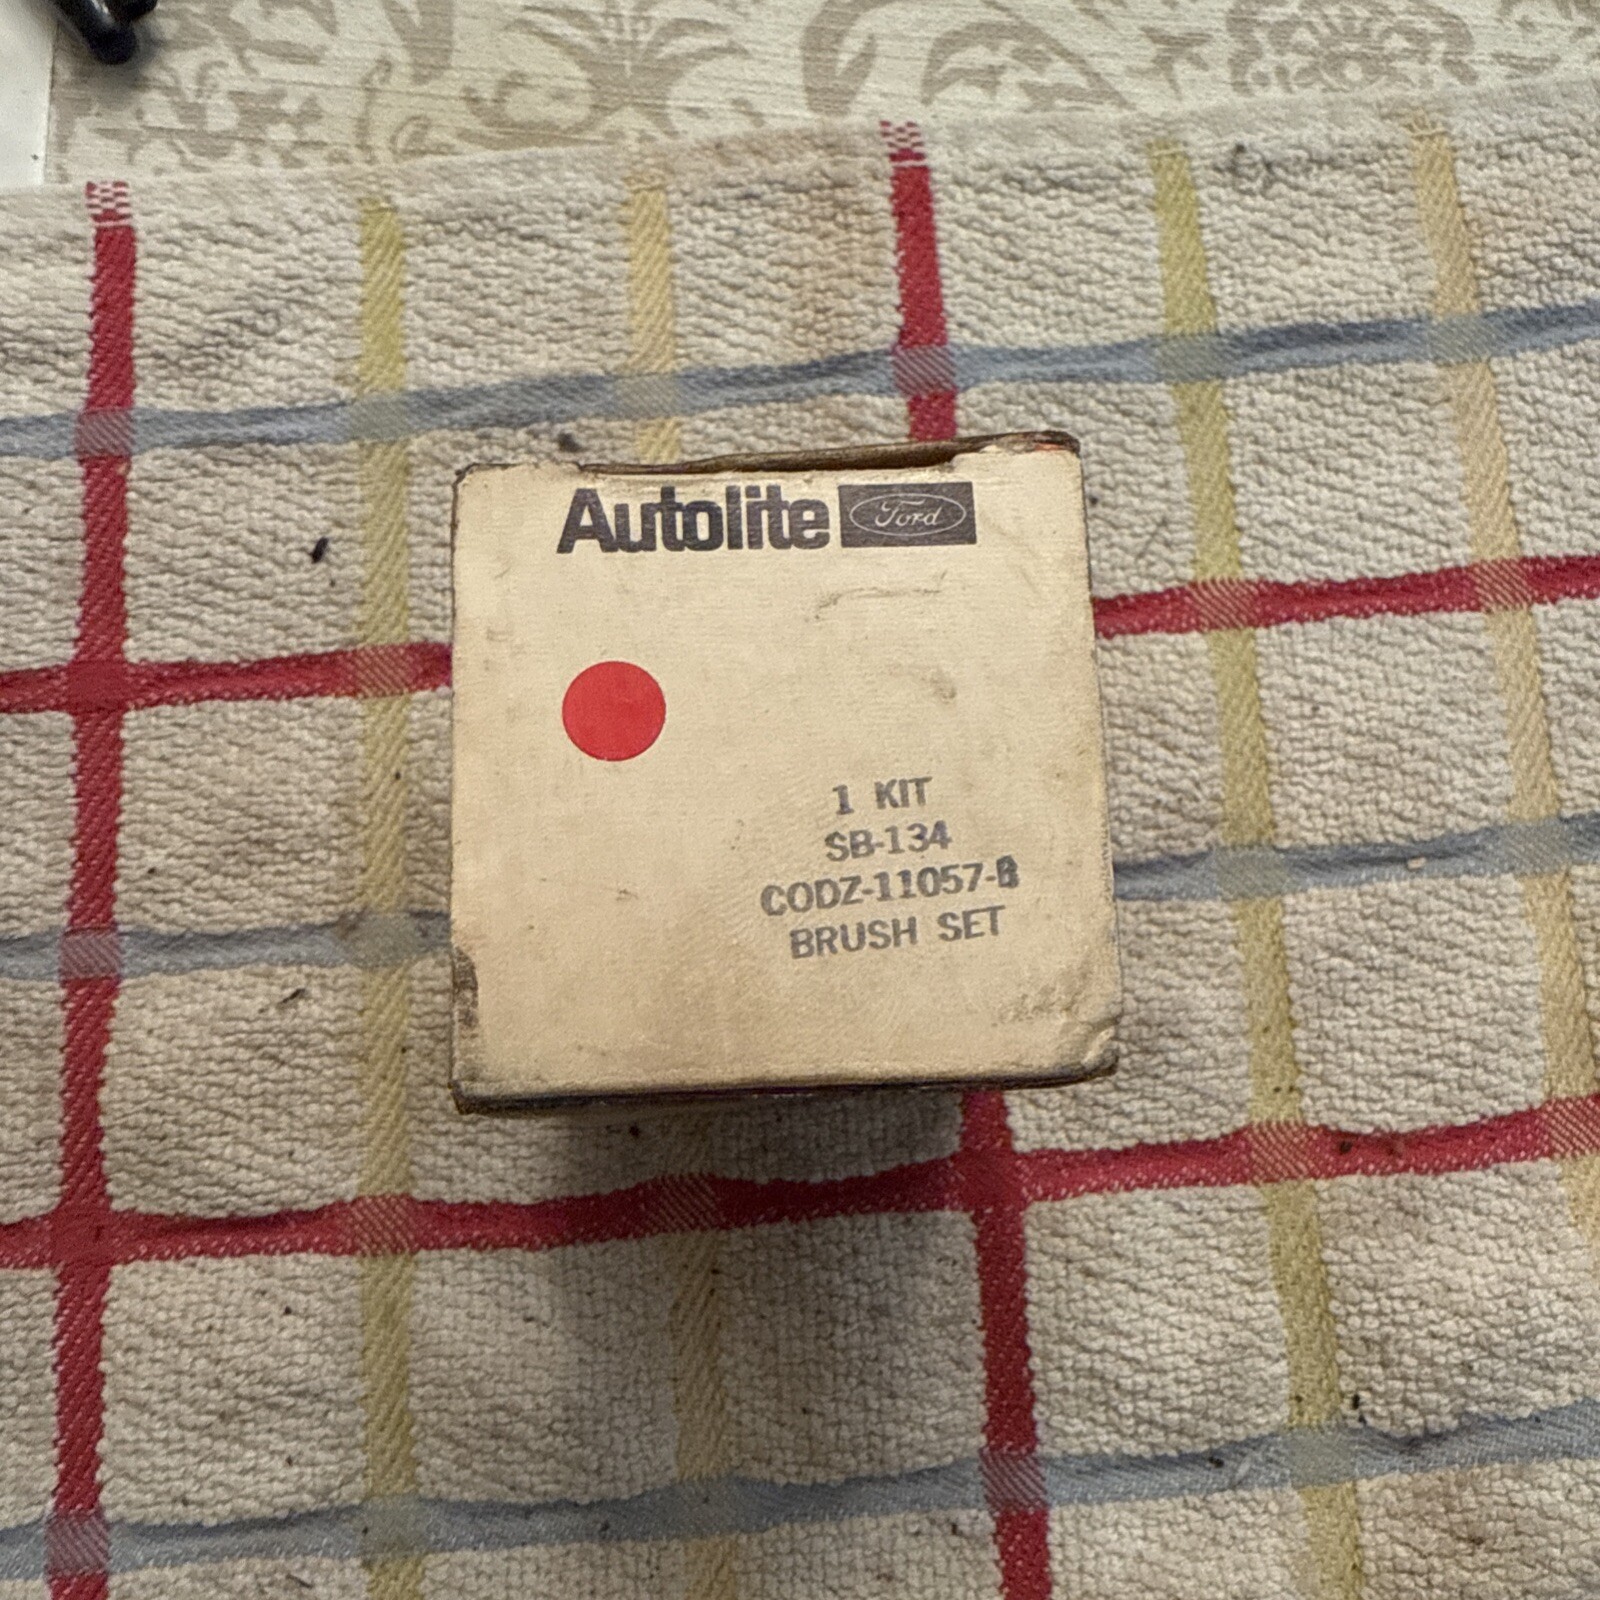 Autolite Ford
1 KIT
SB-134
CODZ-11057-B
BRUSH SET